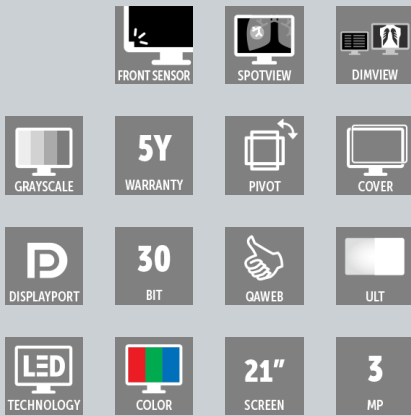 FRONT SENSOR
SPOTVIEW
DIMVIEW
GRAYSCALE
5Y
WARRANTY
PIVOT
COVER
D
DISPLAYPORT
30
BIT
QAWEB
ULT
LED
TECHNOLOGY
COLOR
21"
SCREEN
3
MP